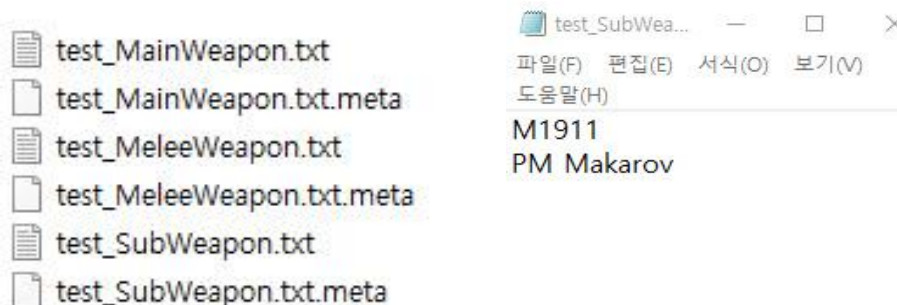 test_MainWeapon.txt
test_MainWeapon.txt.meta
test_MeleeWeapon.txt
test_MeleeWeapon.txt.meta
test_SubWeapon.txt
test_SubWeapon.txt.meta
test_SubWea...
파일(F) 편집(E) 서식(O) 보기(V)
도움말(H)
M1911
PM Makarov